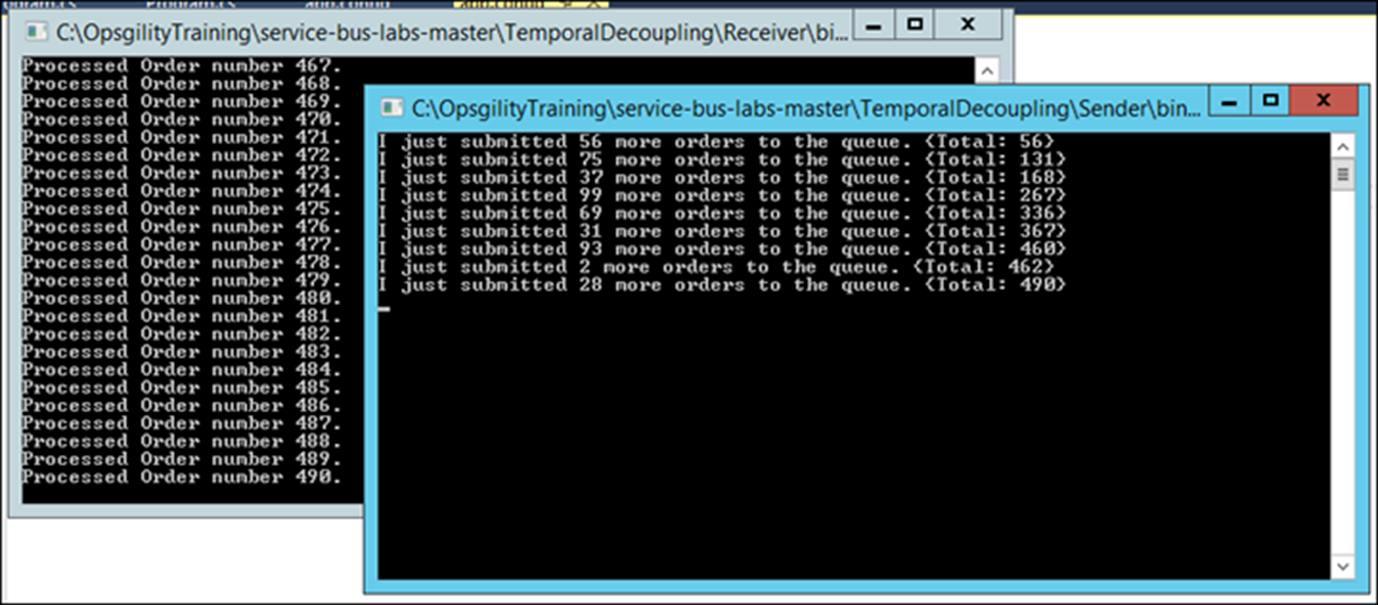 Program.cs
app.config
app.config
C:\OpsgilityTraining\service-bus-labs-master\TemporalDecoupling\Receiver\bi...
Processed Order number 467.
Processed Order number 468.
Processed Order number 469.
Processed Order number 470.
Processed Order number 471.
Processed Order number 472.
Processed Order number 473.
Processed Order number 474.
Processed Order number 475.
Processed Order number 476.
Processed Order number 477.
Processed Order number 478.
Processed Order number 479.
Processed Order number 480.
Processed Order number 481.
Processed Order number 482.
Processed Order number 483.
Processed Order number 484.
Processed Order number 485.
Processed Order number 486.
Processed Order number 487.
Processed Order number 488.
Processed Order number 489.
Processed Order number 490.
C:\OpsgilityTraining\service-bus-labs-master\TemporalDecoupling\Sender\bin...
I just submitted 56 more orders to the queue. (Total: 56)
I just submitted 75 more orders to the queue. (Total: 131)
I just submitted 37 more orders to the queue. (Total: 168)
I just submitted 99 more orders to the queue. (Total: 267)
I just submitted 69 more orders to the queue. (Total: 336)
I just submitted 31 more orders to the queue. (Total: 367)
I just submitted 93 more orders to the queue. (Total: 460)
I just submitted 2 more orders to the queue. (Total: 462)
I just submitted 28 more orders to the queue. (Total: 490)